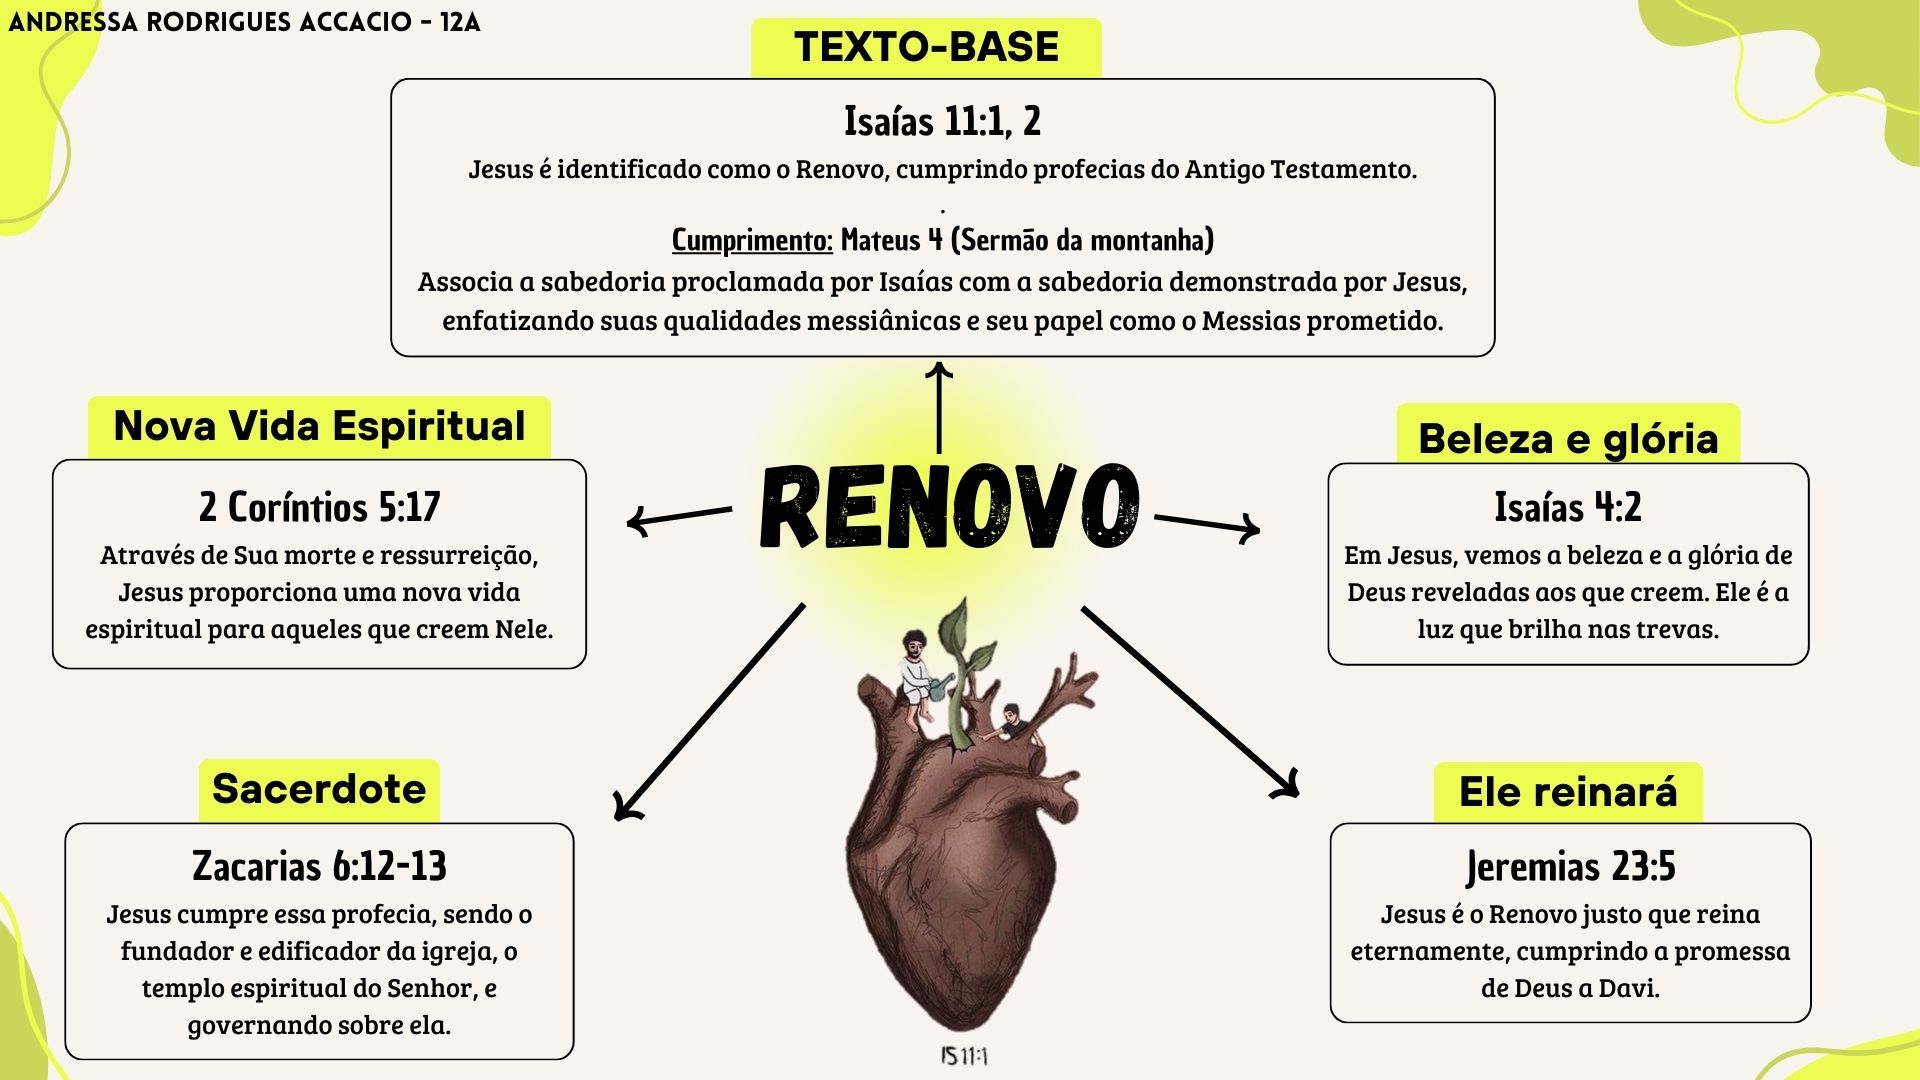 ANDRESSA RODRIGUES ACCACIO - 12A
TEXTO-BASE
Isaías 11:1, 2
Jesus é identificado como o Renovo, cumprindo profecias do Antigo Testamento.
.
Cumprimento: Mateus 4 (Sermão da montanha)
Associa a sabedoria proclamada por Isaías com a sabedoria demonstrada por Jesus,
enfatizando suas qualidades messiânicas e seu papel como o Messias prometido.
Nova Vida Espiritual
2 Coríntios 5:17
Através de Sua morte e ressurreição,
Jesus proporciona uma nova vida
espiritual para aqueles que creem Nele.
RENOVO
Beleza e glória
Isaías 4:2
Em Jesus, vemos a beleza e a glória de
Deus reveladas aos que creem. Ele é a
luz que brilha nas trevas.
Sacerdote
Zacarias 6:12-13
Jesus cumpre essa profecia, sendo o
fundador e edificador da igreja, o
templo espiritual do Senhor, e
governando sobre ela.
Ele reinará
Jeremias 23:5
Jesus é o Renovo justo que reina
eternamente, cumprindo a promessa
de Deus a Davi.
IS 11:1